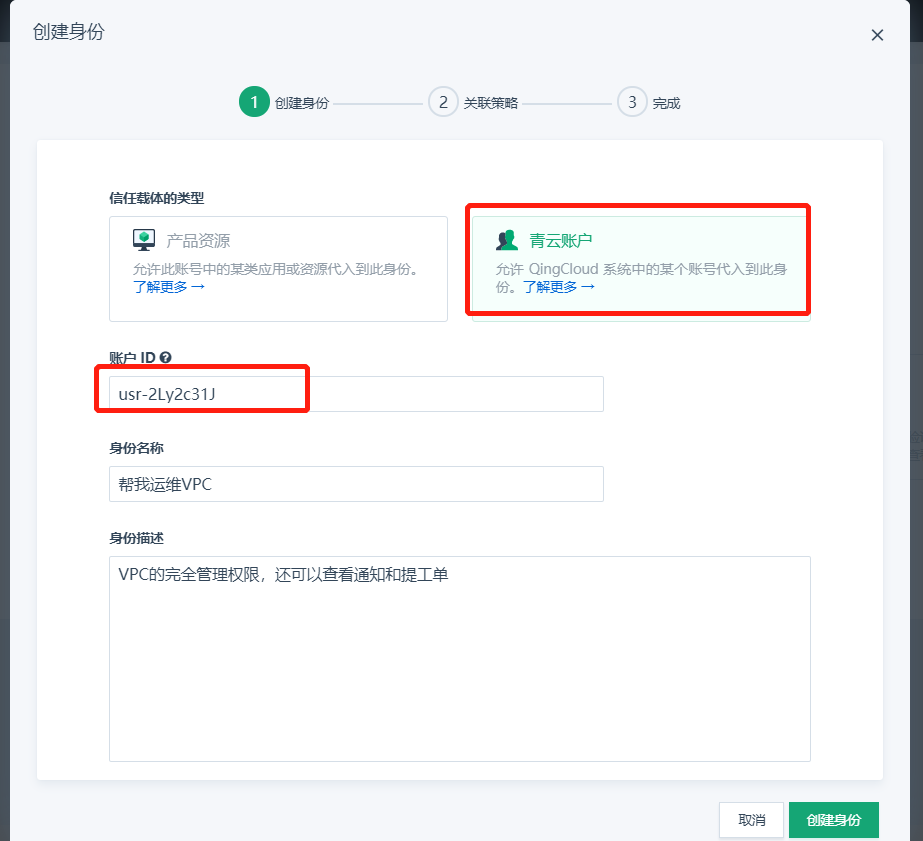 创建身份
1 创建身份 2 关联策略 3 完成
信任载体的类型
产品资源
允许此账号中的某类应用或资源代入到此身份。
了解更多 →
青云账户
允许 QingCloud 系统中的某个账号代入到此身
份。了解更多 →
账户 ID
usr-2Ly2c31J
身份名称
帮我运维VPC
身份描述
VPC的完全管理权限，还可以查看通知和提工单
取消 创建身份